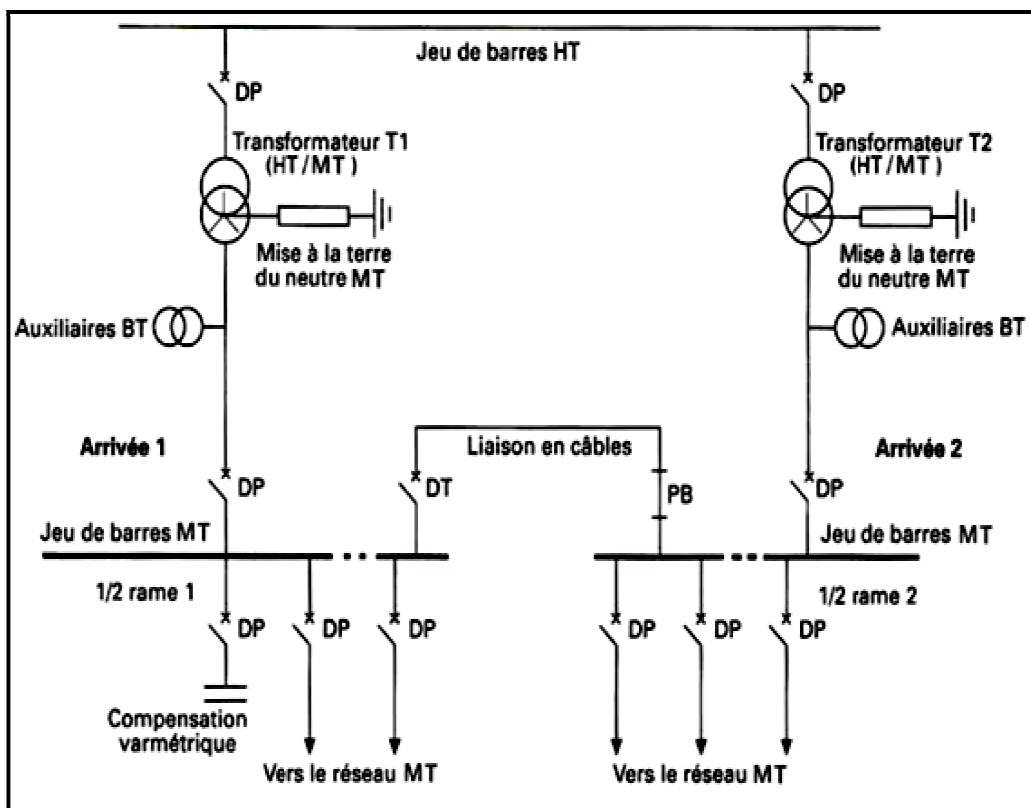 Jeu de barres HT
DP
DP
Transformateur T1
(HT/MT)
Transformateur T2
(HT/MT)
Mise à la terre
du neutre MT
Mise à la terre
du neutre MT
Auxiliaires BT
Auxiliaires BT
Arrivée 1
Liaison en câbles
Arrivée 2
DP
DT
PB
DP
Jeu de barres MT
Jeu de barres MT
1/2 rame 1
1/2 rame 2
DP
DP
DP
DP
DP
DP
Compensation
varmétrique
Vers le réseau MT
Vers le réseau MT